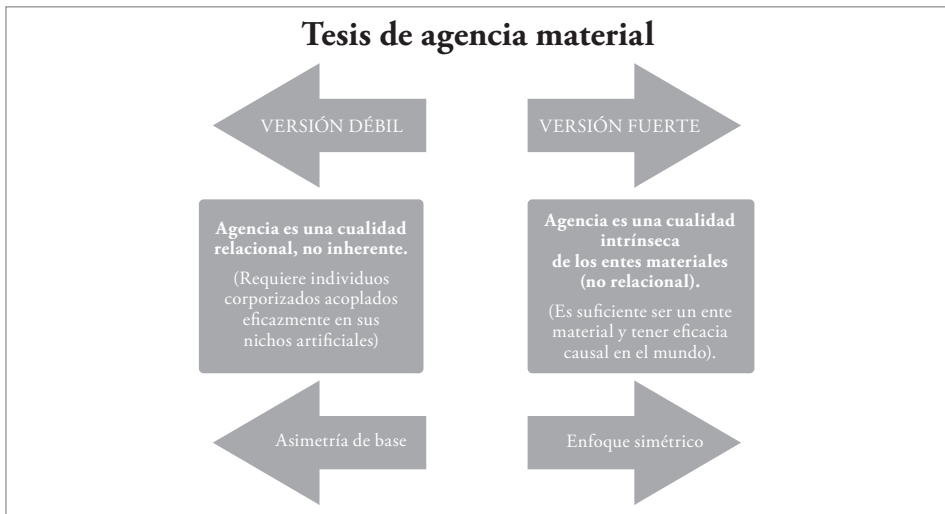 Tesis de agencia material
VERSIÓN DÉBIL
VERSIÓN FUERTE
Agencia es una cualidad
relacional, no inherente.
(Requiere individuos
corporizados acoplados
eficazmente en sus
nichos artificiales)
Agencia es una cualidad
intrínseca
de los entes materiales
(no relacional).
(Es suficiente ser un ente
material y tener eficacia
causal en el mundo).
Asimetría de base
Enfoque simétrico